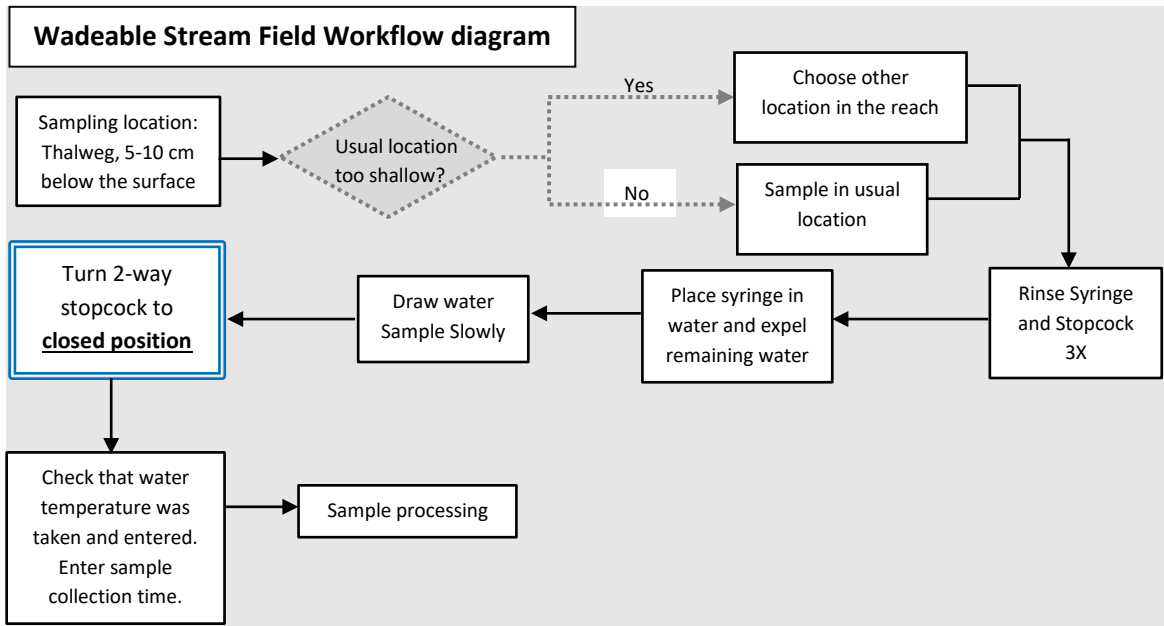 Wadeable Stream Field Workflow diagram
Sampling location:
Thalweg, 5-10 cm
below the surface
Usual location
too shallow?
Yes
Choose other
location in the reach
No
Sample in usual
location
Rinse Syringe
and Stopcock
3X
Place syringe in
water and expel
remaining water
Draw water
Sample Slowly
Turn 2-way
stopcock to
closed position
Check that water
temperature was
taken and entered.
Enter sample
collection time.
Sample processing